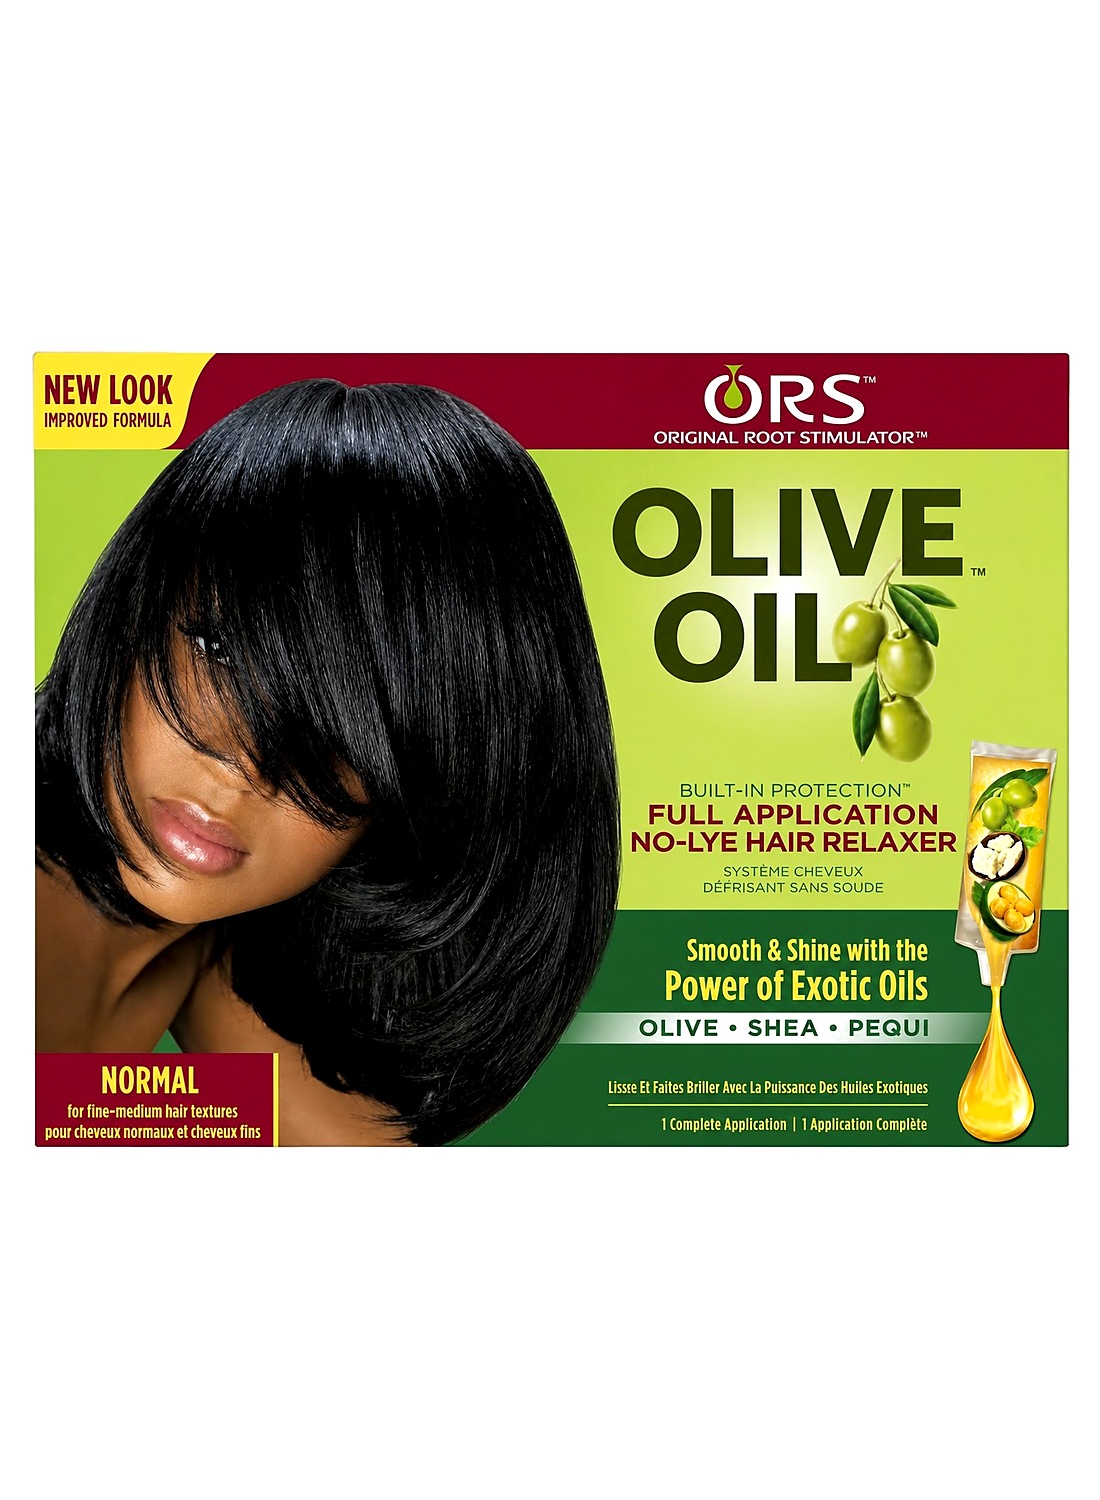 NEW LOOK
IMPROVED FORMULA
ORS™
ORIGINAL ROOT STIMULATOR™
OLIVE
OIL™
BUILT-IN PROTECTION™
FULL APPLICATION
NO-LYE HAIR RELAXER
SYSTÈME CHEVEUX
DÉFRISANT SANS SOUDE
Smooth & Shine with the
Power of Exotic Oils
OLIVE • SHEA • PEQUI
Lissre Et Faites Briller Avec La Puissance Des Huiles Exotiques
1 Complete Application | 1 Application Complète
NORMAL
for fine-medium hair textures
pour cheveux normaux et cheveux fins